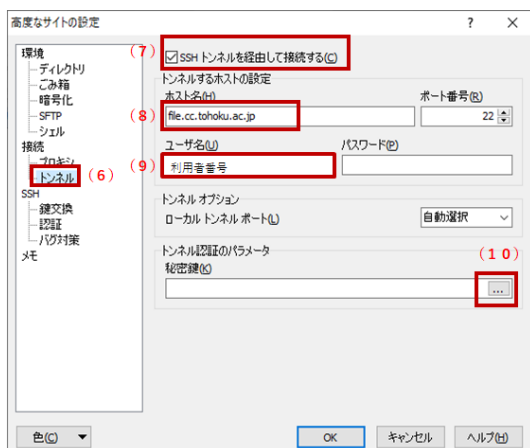 高度なサイトの設定
? ×
環境
ディレクトリ
ごみ箱
暗号化
SFTP
シェル
接続
プロキシ
トンネル
(6)
SSH
鍵交換
認証
バグ対策
メモ
(7)
SSHトンネルを経由して接続する(C)
トンネルするホストの設定
ホスト名(H)
ポート番号(R)
(8)
file.cc.tohoku.ac.jp
22
ユーザ名(U)
パスワード(P)
(9)
利用者番号
トンネル オプション
ローカル トンネル ポート(L)
自動選択
トンネル認証のパラメータ
(10)
秘密鍵(K)
...
色(C)
OK
キャンセル
ヘルプ(H)